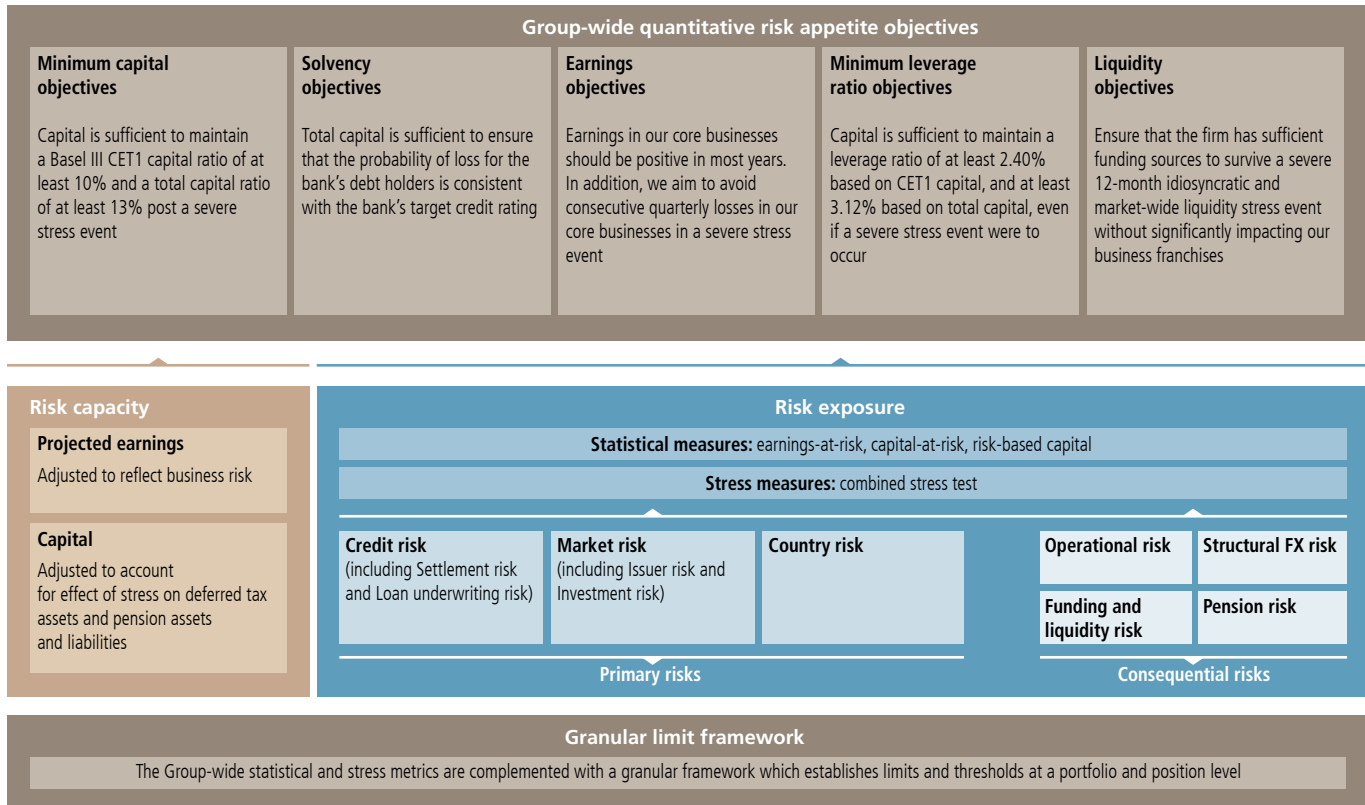 Group-wide quantitative risk appetite objectives
Minimum capital
objectives
Capital is sufficient to maintain
a Basel III CET1 capital ratio of at
least 10% and a total capital ratio
of at least 13% post a severe
stress event
Solvency
objectives
Total capital is sufficient to ensure
that the probability of loss for the
bank’s debt holders is consistent
with the bank’s target credit rating
Earnings
objectives
Earnings in our core businesses
should be positive in most years.
In addition, we aim to avoid
consecutive quarterly losses in our
core businesses in a severe stress
event
Minimum leverage
ratio objectives
Capital is sufficient to maintain a
leverage ratio of at least 2.40%
based on CET1 capital, and at least
3.12% based on total capital, even
if a severe stress event were to
occur
Liquidity
objectives
Ensure that the firm has sufficient
funding sources to survive a severe
12-month idiosyncratic and
market-wide liquidity stress event
without significantly impacting our
business franchises
Risk capacity
Projected earnings
Adjusted to reflect business risk
Capital
Adjusted to account
for effect of stress on deferred tax
assets and pension assets
and liabilities
Risk exposure
Statistical measures: earnings-at-risk, capital-at-risk, risk-based capital
Stress measures: combined stress test
Credit risk
(including Settlement risk
and Loan underwriting risk)
Market risk
(including Issuer risk and
Investment risk)
Country risk
Primary risks
Operational risk
Structural FX risk
Funding and
liquidity risk
Pension risk
Consequential risks
Granular limit framework
The Group-wide statistical and stress metrics are complemented with a granular framework which establishes limits and thresholds at a portfolio and position level